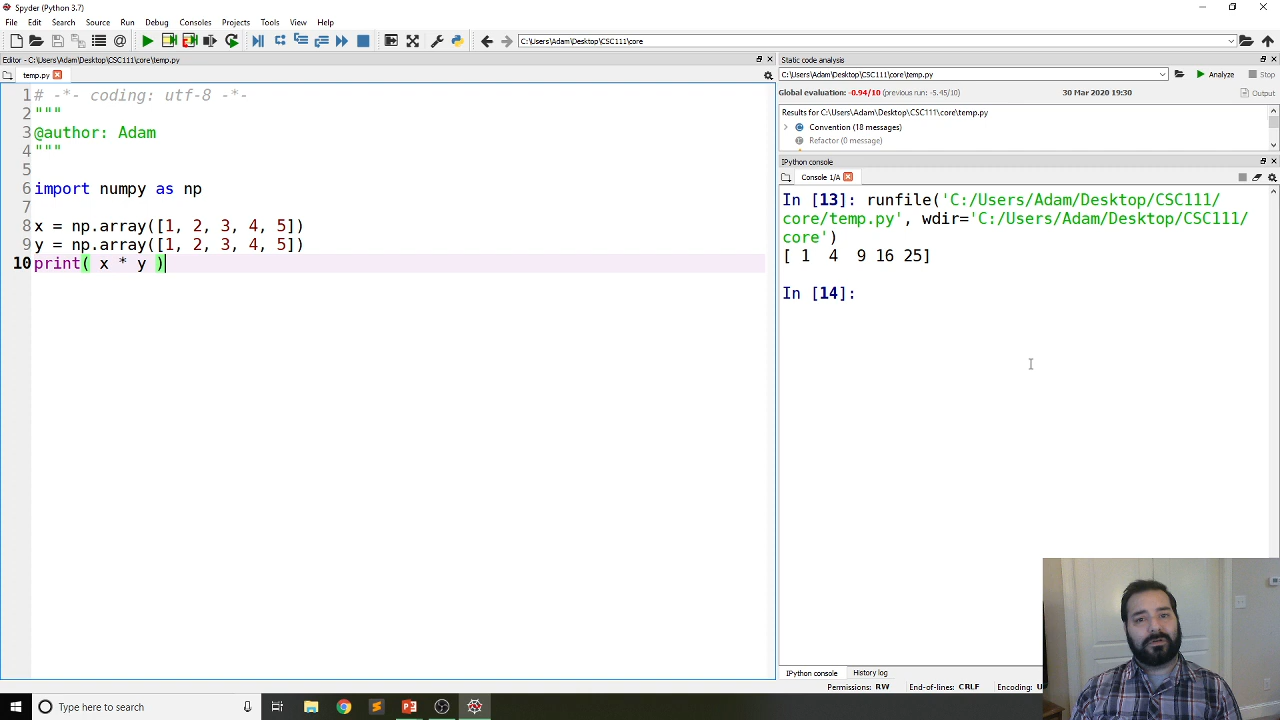 Spyder (Python 3.7)
File Edit Search Source Run Debug Consoles Projects Tools View Help
C:\Users\Adam\Desktop\CSC111\core
Editor - C:\Users\Adam\Desktop\CSC111\core\temp.py
temp.py
1 # -*- coding: utf-8 -*-
2 """
3 @author: Adam
4 """
5
6 import numpy as np
7
8 x = np.array([1, 2, 3, 4, 5])
9 y = np.array([1, 2, 3, 4, 5])
10 print( x * y )
Static code analysis
C:\Users\Adam\Desktop\CSC111\core\temp.py Analyze Stop
Global evaluation: -0.94/10 (previous run: -5.45/10) 30 Mar 2020 19:30 Output
Results for C:\Users\Adam\Desktop\CSC111\core\temp.py
Convention (18 messages)
Refactor (0 message)
IPython console
Console 1/A
In [13]: runfile('C:/Users/Adam/Desktop/CSC111/
core/temp.py', wdir='C:/Users/Adam/Desktop/CSC111/
core')
[ 1 4 9 16 25]
In [14]:
IPython console History log
Permissions: RW End-of-lines: CRLF Encoding: U
Type here to search